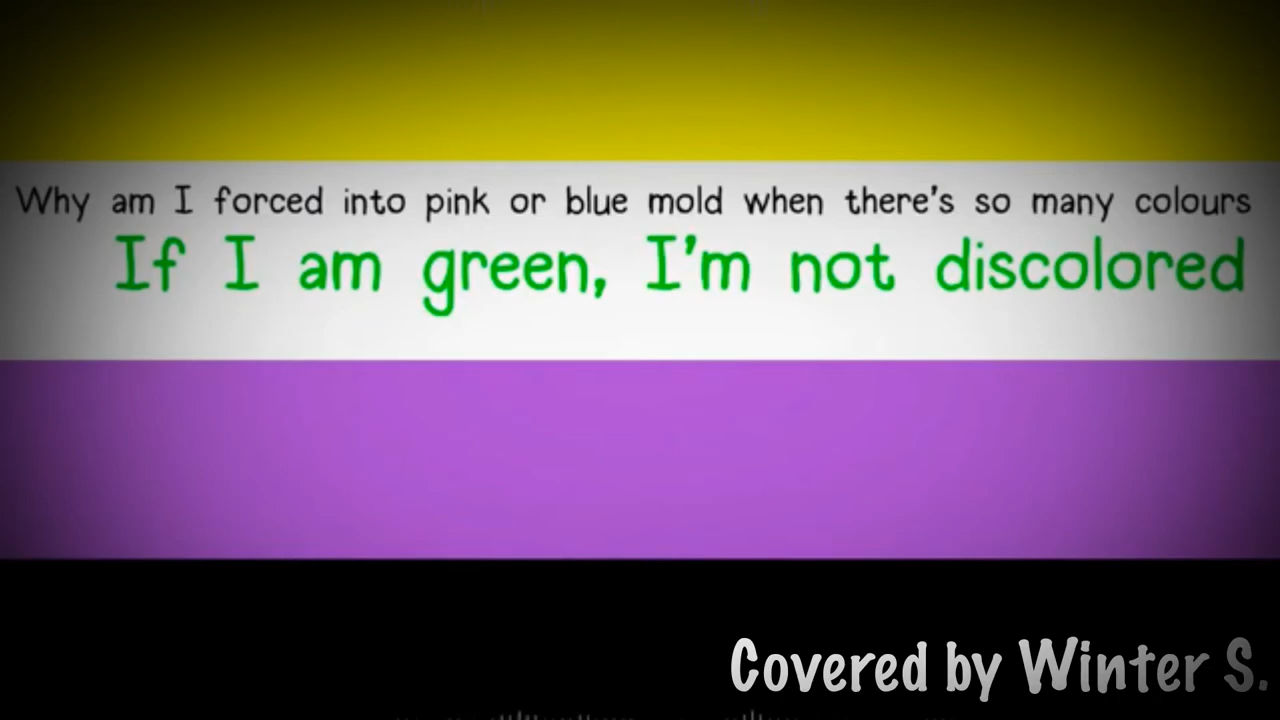 Why am I forced into pink or blue mold when there's so many colours
If I am green, I'm not discolored
Covered by Winter S.